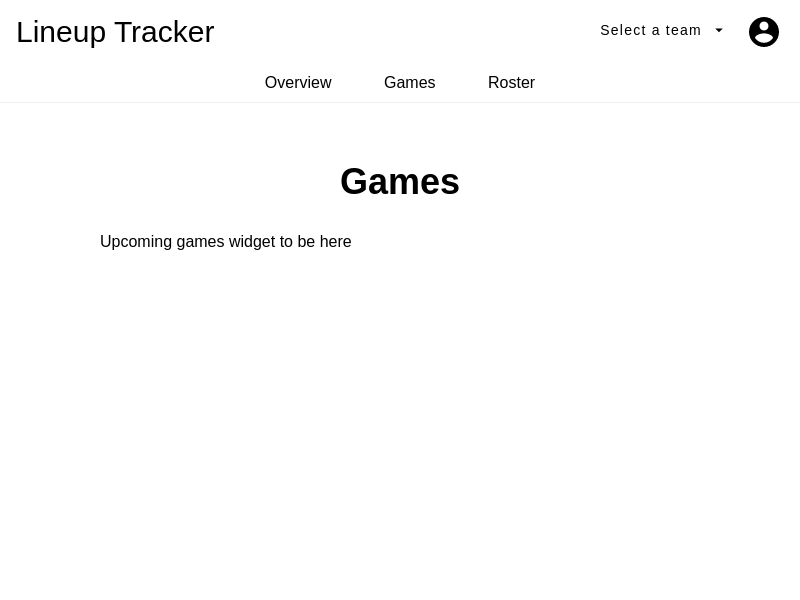 Lineup Tracker
Select a team
Overview Games Roster
Games
Upcoming games widget to be here